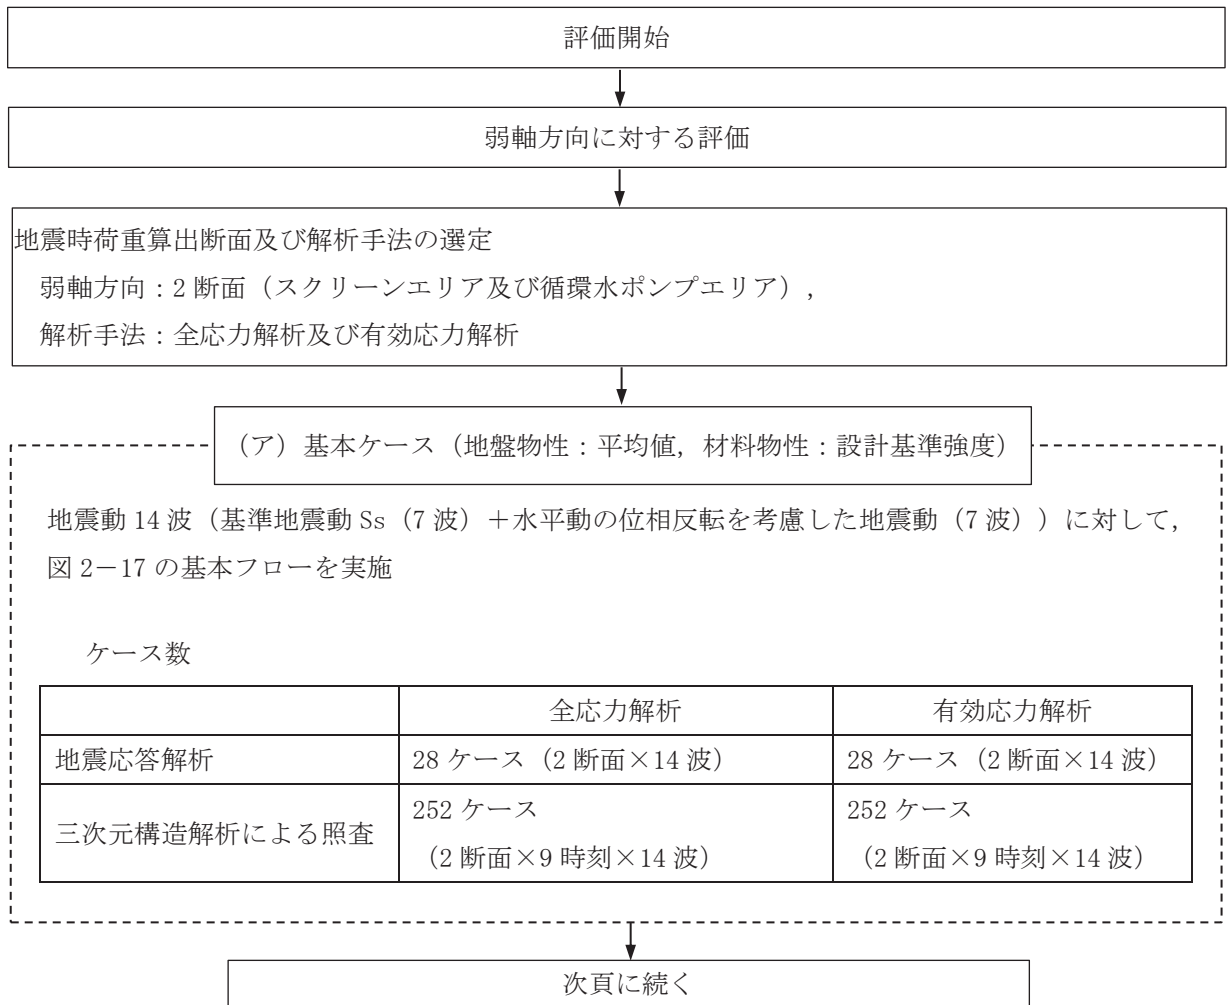 評価開始
弱軸方向に対する評価
地震時荷重算出断面及び解析手法の選定
弱軸方向：2 断面（スクリーンエリア及び循環水ポンプエリア），
解析手法：全応力解析及び有効応力解析
（ア）基本ケース（地盤物性：平均値，材料物性：設計基準強度）
地震動 14 波（基準地震動 Ss（7 波）＋水平動の位相反転を考慮した地震動（7 波））に対して，
図 2－17 の基本フローを実施
ケース数
全応力解析 有効応力解析
地震応答解析 28 ケース（2 断面×14 波） 28 ケース（2 断面×14 波）
三次元構造解析による照査 252 ケース 252 ケース
（2 断面×9 時刻×14 波） （2 断面×9 時刻×14 波）
次頁に続く